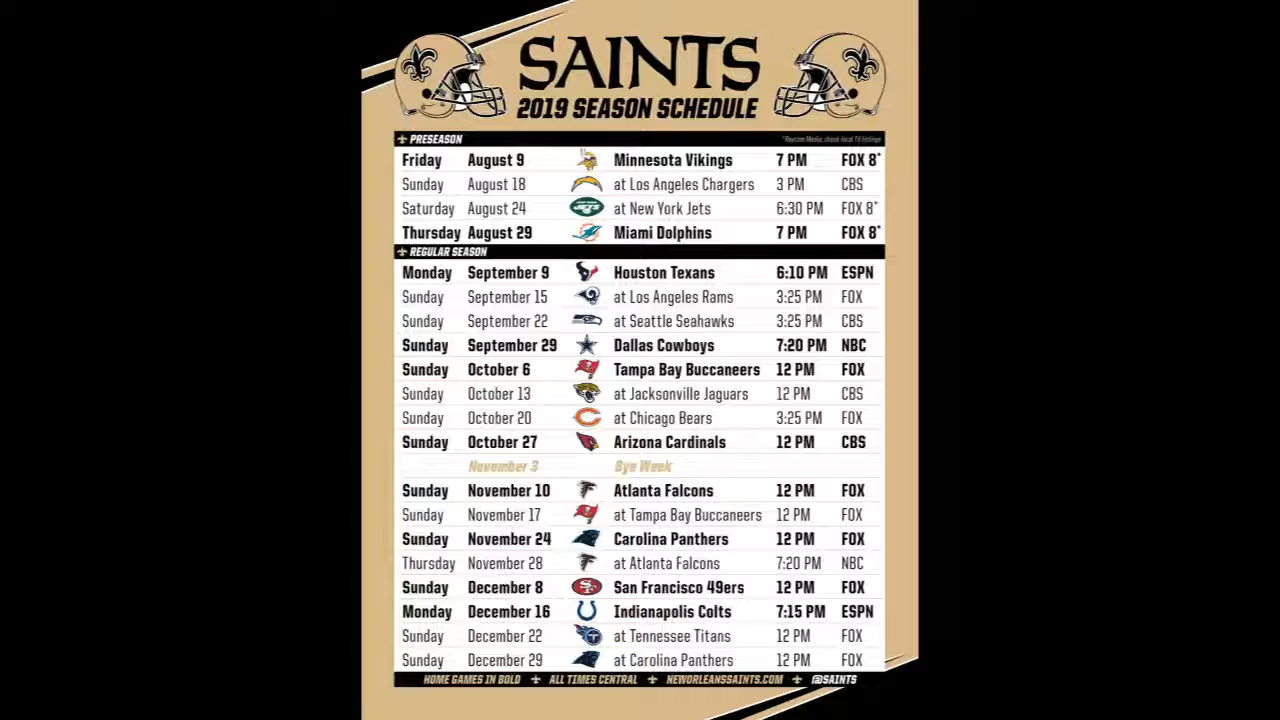 SAINTS
2019 SEASON SCHEDULE
PRESEASON *Raycom Media; check local TV listings
Friday August 9 Minnesota Vikings 7 PM FOX 8*
Sunday August 18 at Los Angeles Chargers 3 PM CBS
Saturday August 24 JETS at New York Jets 6:30 PM FOX 8*
Thursday August 29 Miami Dolphins 7 PM FOX 8*
REGULAR SEASON
Monday September 9 Houston Texans 6:10 PM ESPN
Sunday September 15 at Los Angeles Rams 3:25 PM FOX
Sunday September 22 at Seattle Seahawks 3:25 PM CBS
Sunday September 29 Dallas Cowboys 7:20 PM NBC
Sunday October 6 Tampa Bay Buccaneers 12 PM FOX
Sunday October 13 at Jacksonville Jaguars 12 PM CBS
Sunday October 20 at Chicago Bears 3:25 PM FOX
Sunday October 27 Arizona Cardinals 12 PM CBS
November 3 Bye Week
Sunday November 10 Atlanta Falcons 12 PM FOX
Sunday November 17 at Tampa Bay Buccaneers 12 PM FOX
Sunday November 24 Carolina Panthers 12 PM FOX
Thursday November 28 at Atlanta Falcons 7:20 PM NBC
Sunday December 8 SF San Francisco 49ers 12 PM FOX
Monday December 16 Indianapolis Colts 7:15 PM ESPN
Sunday December 22 at Tennessee Titans 12 PM FOX
Sunday December 29 at Carolina Panthers 12 PM FOX
HOME GAMES IN BOLD ALL TIMES CENTRAL NEWORLEANSSAINTS.COM @SAINTS